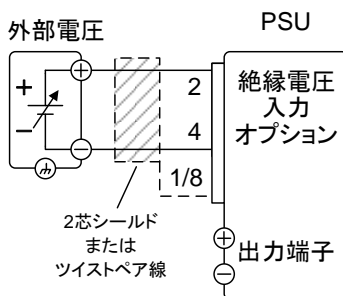 外部電圧
PSU
+
−
+
−
2
4
1/8
絶縁電圧
入力
オプション
2芯シールド
または
ツイストペア線
+
出力端子
−